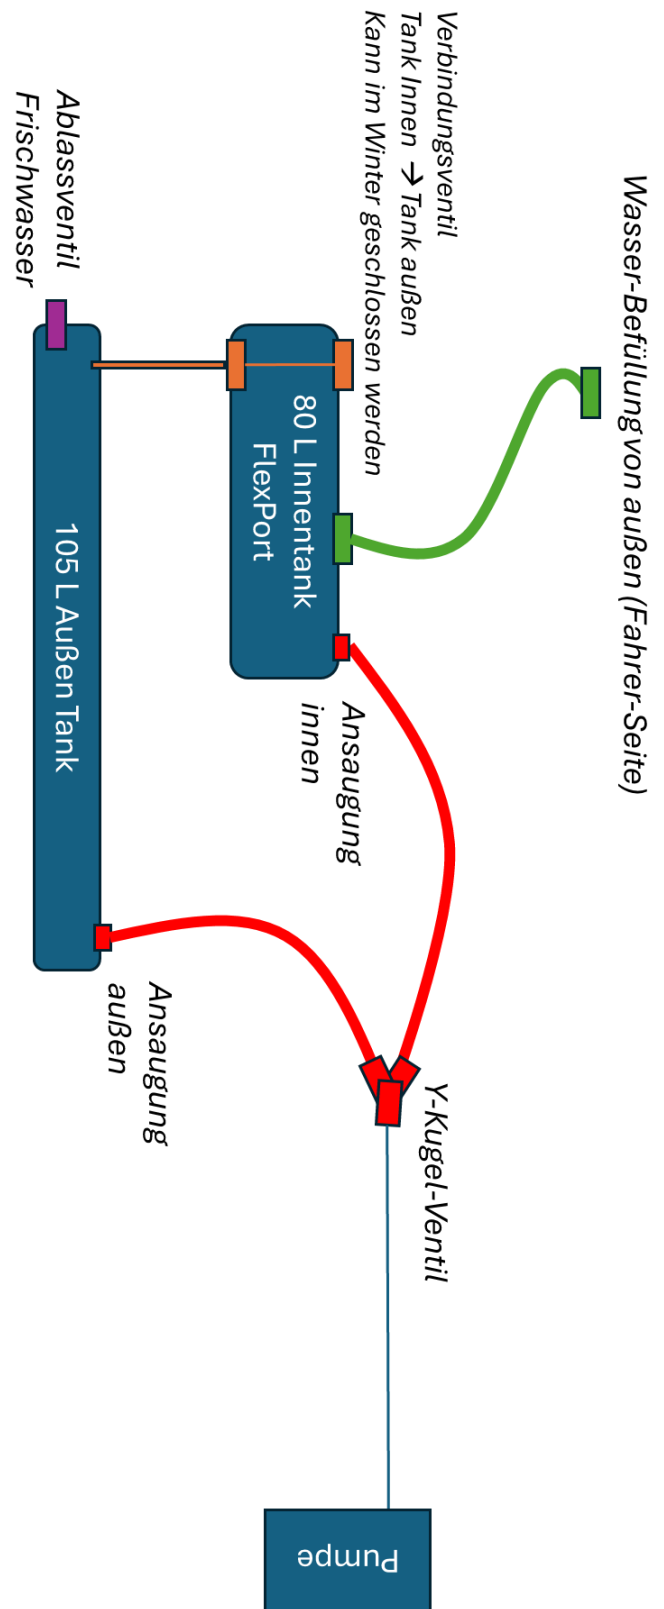 Wasser-Befüllung von außen (Fahrer-Seite)
Verbindungsventil
Tank Innen → Tank außen
Kann im Winter geschlossen werden
80 L Innentank
FlexPort
Ansaugung
innen
Y-Kugel-Ventil
Pumpe
Ablassventil
Frischwasser
105 L Außen Tank
Ansaugung
außen